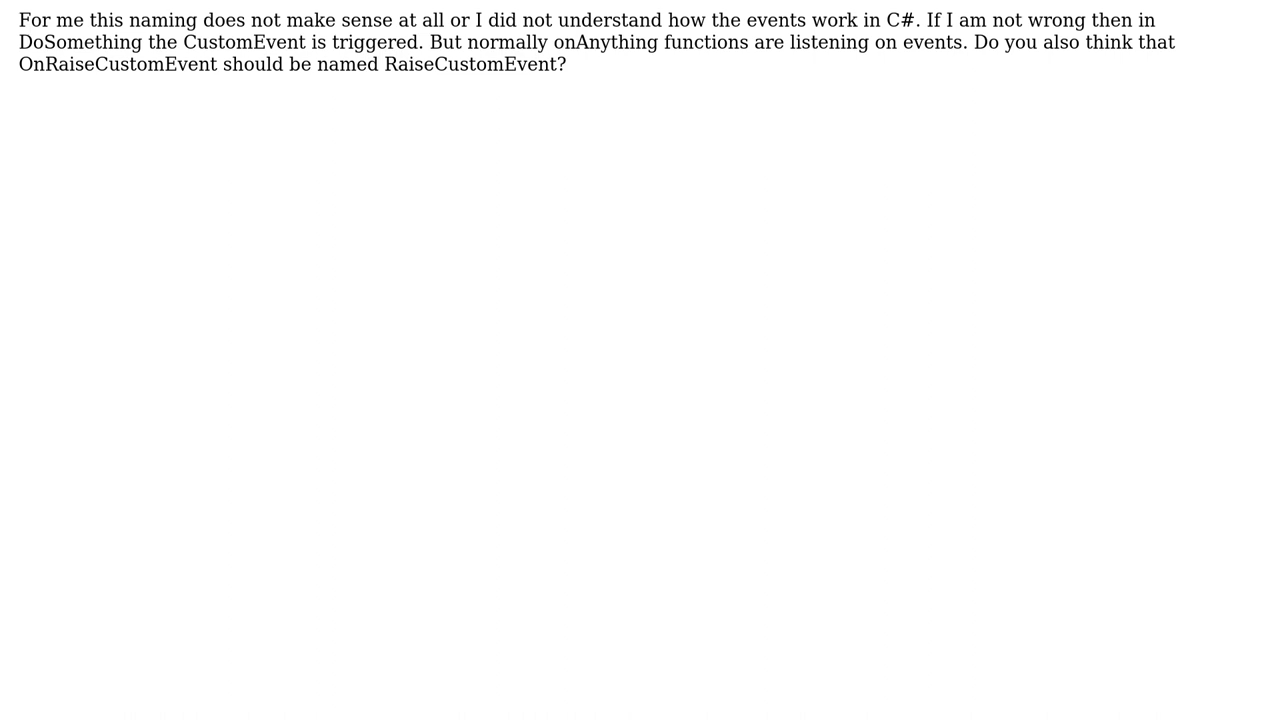 For me this naming does not make sense at all or I did not understand how the events work in C#. If I am not wrong then in
DoSomething the CustomEvent is triggered. But normally onAnything functions are listening on events. Do you also think that
OnRaiseCustomEvent should be named RaiseCustomEvent?